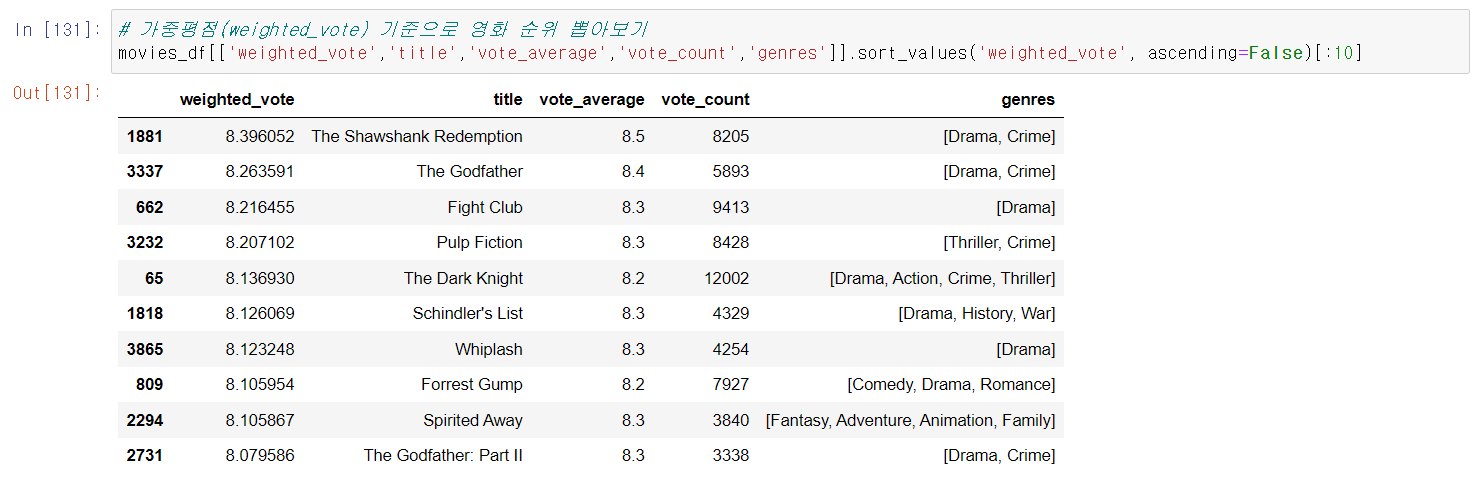 In [131]: # 가중평점(weighted_vote) 기준으로 영화 순위 뽑아보기
movies_df[['weighted_vote','title','vote_average','vote_count','genres']].sort_values('weighted_vote', ascending=False)[:10]
Out[131]:
weighted_vote title vote_average vote_count genres
1881 8.396052 The Shawshank Redemption 8.5 8205 [Drama, Crime]
3337 8.263591 The Godfather 8.4 5893 [Drama, Crime]
662 8.216455 Fight Club 8.3 9413 [Drama]
3232 8.207102 Pulp Fiction 8.3 8428 [Thriller, Crime]
65 8.136930 The Dark Knight 8.2 12002 [Drama, Action, Crime, Thriller]
1818 8.126069 Schindler's List 8.3 4329 [Drama, History, War]
3865 8.123248 Whiplash 8.3 4254 [Drama]
809 8.105954 Forrest Gump 8.2 7927 [Comedy, Drama, Romance]
2294 8.105867 Spirited Away 8.3 3840 [Fantasy, Adventure, Animation, Family]
2731 8.079586 The Godfather: Part II 8.3 3338 [Drama, Crime]